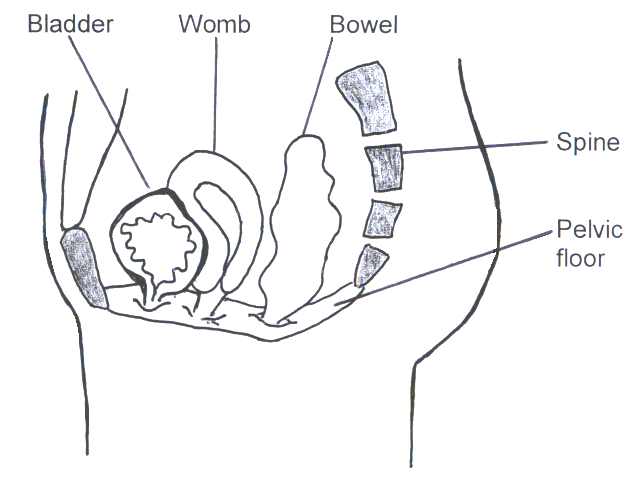 Bladder
Womb
Bowel
Spine
Pelvic
floor